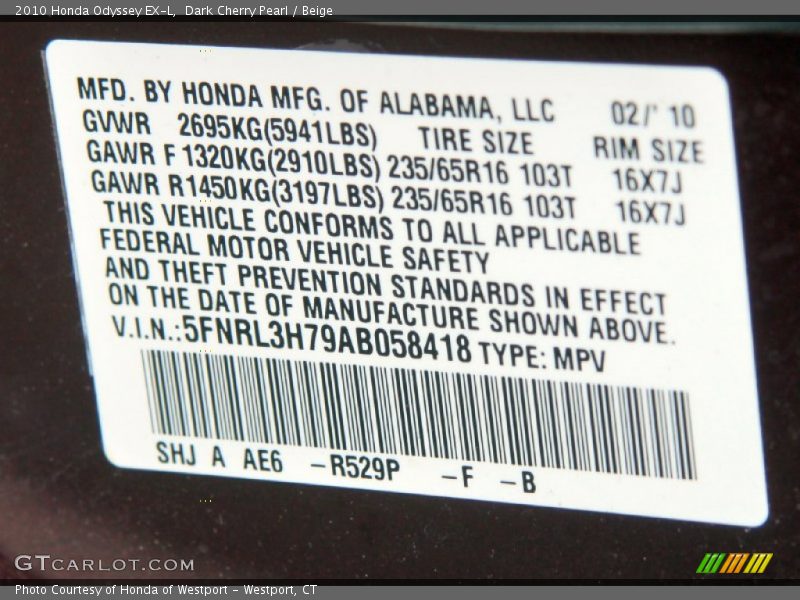 2010 Honda Odyssey EX-L,  Dark Cherry Pearl / Beige
MFD. BY HONDA MFG. OF ALABAMA, LLC 02/' 10
GVWR 2695KG(5941LBS) TIRE SIZE RIM SIZE
GAWR F 1320KG(2910LBS) 235/65R16 103T 16X7J
GAWR R1450KG(3197LBS) 235/65R16 103T 16X7J
THIS VEHICLE CONFORMS TO ALL APPLICABLE
FEDERAL MOTOR VEHICLE SAFETY
AND THEFT PREVENTION STANDARDS IN EFFECT
ON THE DATE OF MANUFACTURE SHOWN ABOVE.
V.I.N.:5FNRL3H79AB058418 TYPE: MPV
SHJ A AE6 -R529P -F -B
GTCARLOT.COM
Photo Courtesy of Honda of Westport - Westport, CT